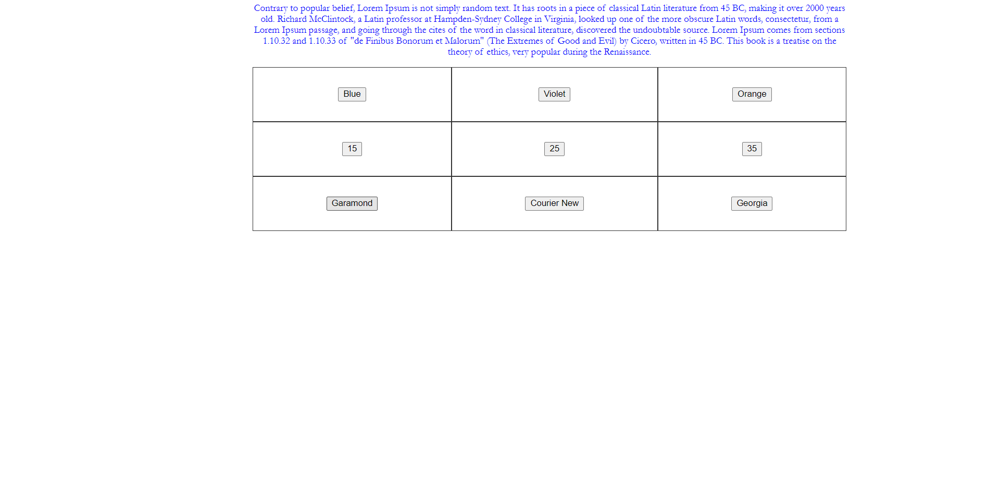 Contrary to popular belief, Lorem Ipsum is not simply random text. It has roots in a piece of classical Latin literature from 45 BC, making it over 2000 years
old. Richard McClintock, a Latin professor at Hampden-Sydney College in Virginia, looked up one of the more obscure Latin words, consectetur, from a
Lorem Ipsum passage, and going through the cites of the word in classical literature, discovered the undoubtable source. Lorem Ipsum comes from sections
1.10.32 and 1.10.33 of "de Finibus Bonorum et Malorum" (The Extremes of Good and Evil) by Cicero, written in 45 BC. This book is a treatise on the
theory of ethics, very popular during the Renaissance.
Blue Violet Orange
15 25 35
Garamond Courier New Georgia